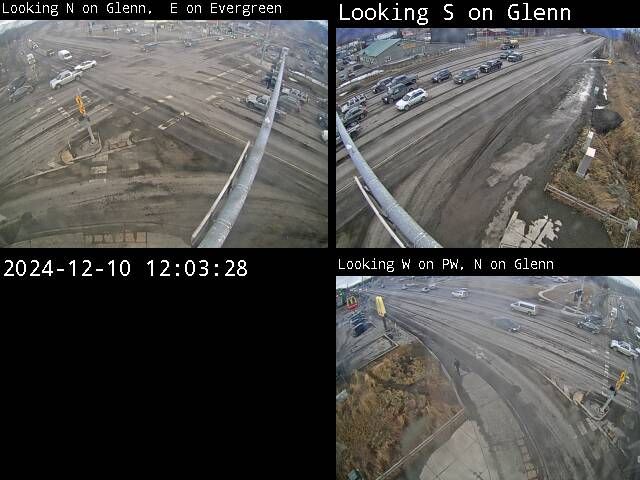 Looking N on Glenn,  E on Evergreen
Looking S on Glenn
2024-12-10 12:03:28
Looking W on PW, N on Glenn